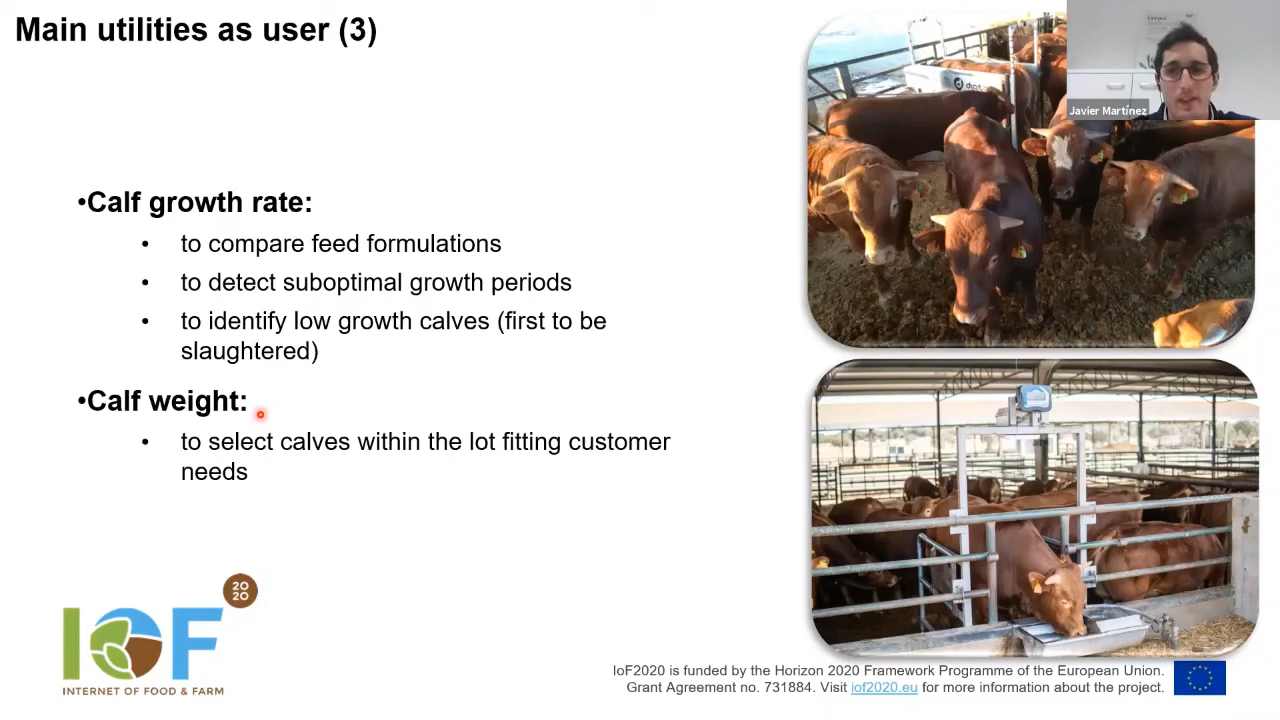 Main utilities as user (3)
Javier Martínez
•Calf growth rate:
• to compare feed formulations
• to detect suboptimal growth periods
• to identify low growth calves (first to be
slaughtered)
•Calf weight:
• to select calves within the lot fitting customer
needs
20
20
IOF
INTERNET OF FOOD & FARM
IoF2020 is funded by the Horizon 2020 Framework Programme of the European Union.
Grant Agreement no. 731884. Visit iof2020.eu for more information about the project.